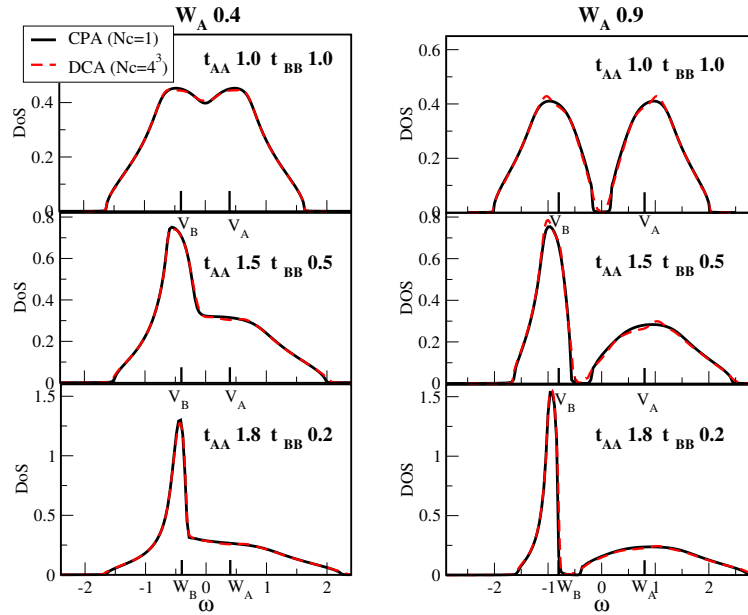 W_A 0.4
CPA (Nc=1)
DCA (Nc=4^3)
t_AA 1.0 t_BB 1.0
DoS
0.4
0.2
0
V_B V_A
0.8
t_AA 1.5 t_BB 0.5
DoS
0.6
0.4
0.2
0
V_B V_A
1.5
t_AA 1.8 t_BB 0.2
DoS
1
0.5
0
-2 -1 0 1 2
W_B W_A
ω
W_A 0.9
0.6
t_AA 1.0 t_BB 1.0
DOS
0.4
0.2
0
V_B V_A
0.8
t_AA 1.5 t_BB 0.5
DOS
0.6
0.4
0.2
0
V_B V_A
1.5
t_AA 1.8 t_BB 0.2
DOS
1
0.5
0
-2 -1 0 1 2
W_B W_A
ω